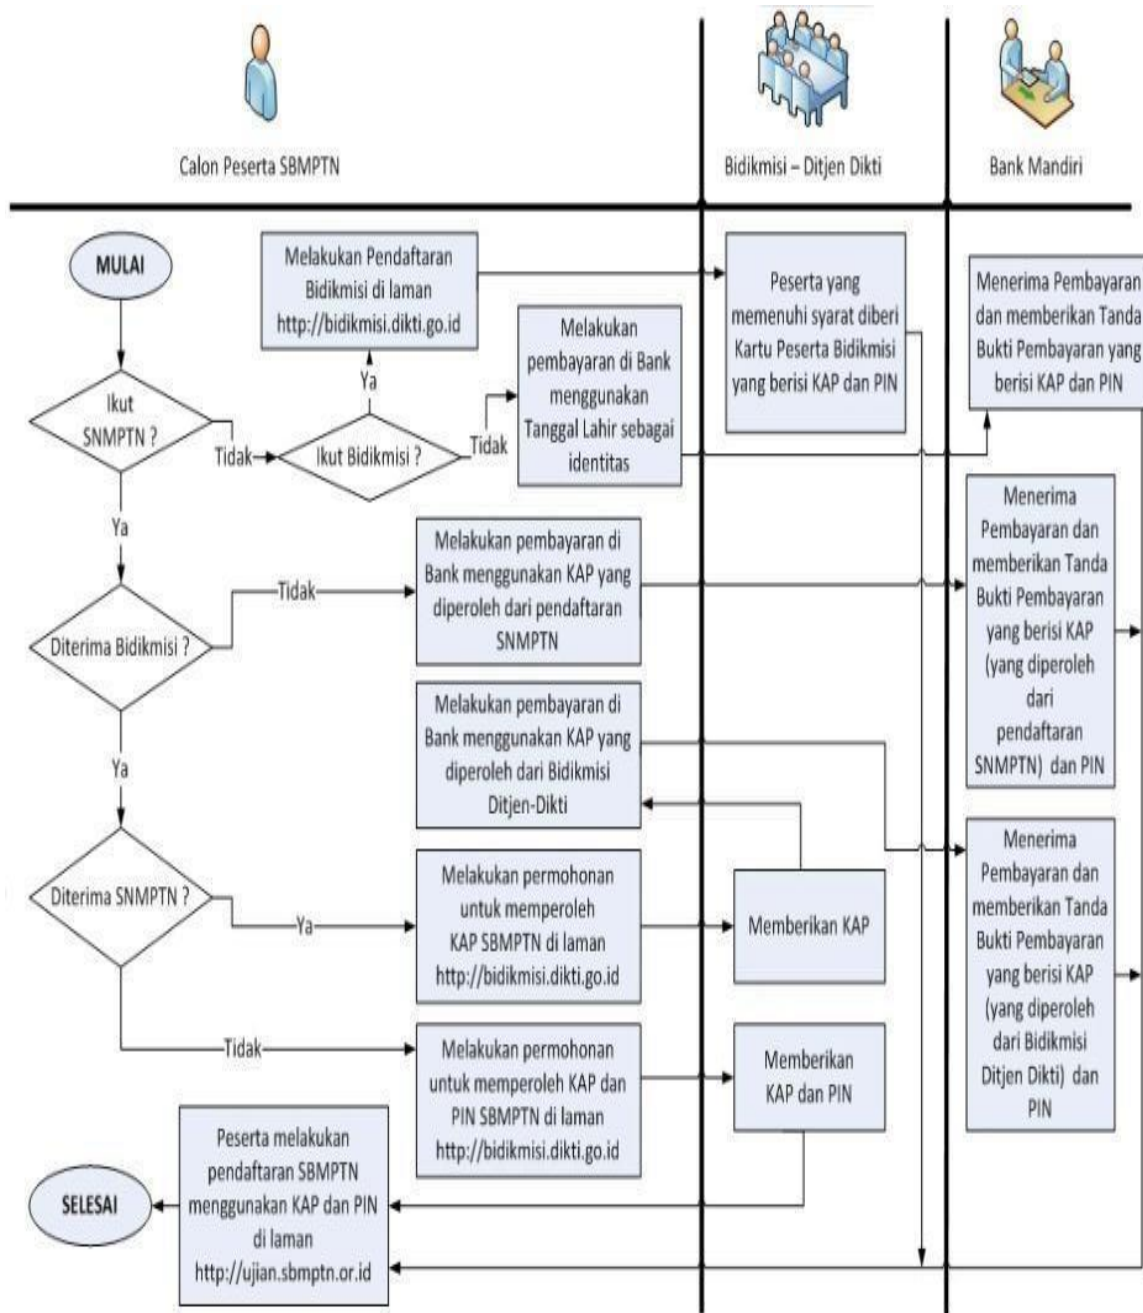 Calon Peserta SBMPTN
Bidikmisi – Ditjen Dikti
Bank Mandiri
MULAI
Melakukan Pendaftaran
Bidikmisi di laman
http://bidikmisi.dikti.go.id
Peserta yang
memenuhi syarat diberi
Kartu Peserta Bidikmisi
yang berisi KAP dan PIN
Menerima Pembayaran
dan memberikan Tanda
Bukti Pembayaran yang
berisi KAP dan PIN
Melakukan
pembayaran di Bank
menggunakan
Tanggal Lahir sebagai
identitas
Ya
Ikut
SNMPTN ?
Tidak
Ikut Bidikmisi ?
Tidak
Ya
Melakukan pembayaran di
Bank menggunakan KAP yang
diperoleh dari pendaftaran
SNMPTN
Menerima
Pembayaran dan
memberikan Tanda
Bukti Pembayaran
yang berisi KAP
(yang diperoleh
dari
pendaftaran
SNMPTN) dan PIN
Tidak
Diterima Bidikmisi ?
Ya
Melakukan pembayaran di
Bank menggunakan KAP yang
diperoleh dari Bidikmisi
Ditjen-Dikti
Menerima
Pembayaran dan
memberikan Tanda
Bukti Pembayaran
yang berisi KAP
(yang diperoleh
dari Bidikmisi
Ditjen Dikti) dan
PIN
Diterima SNMPTN ?
Ya
Melakukan permohonan
untuk memperoleh
KAP SBMPTN di laman
http://bidikmisi.dikti.go.id
Memberikan KAP
Tidak
Melakukan permohonan
untuk memperoleh KAP dan
PIN SBMPTN di laman
http://bidikmisi.dikti.go.id
Memberikan
KAP dan PIN
Peserta melakukan
pendaftaran SBMPTN
menggunakan KAP dan PIN
di laman
http://ujian.sbmptn.or.id
SELESAI